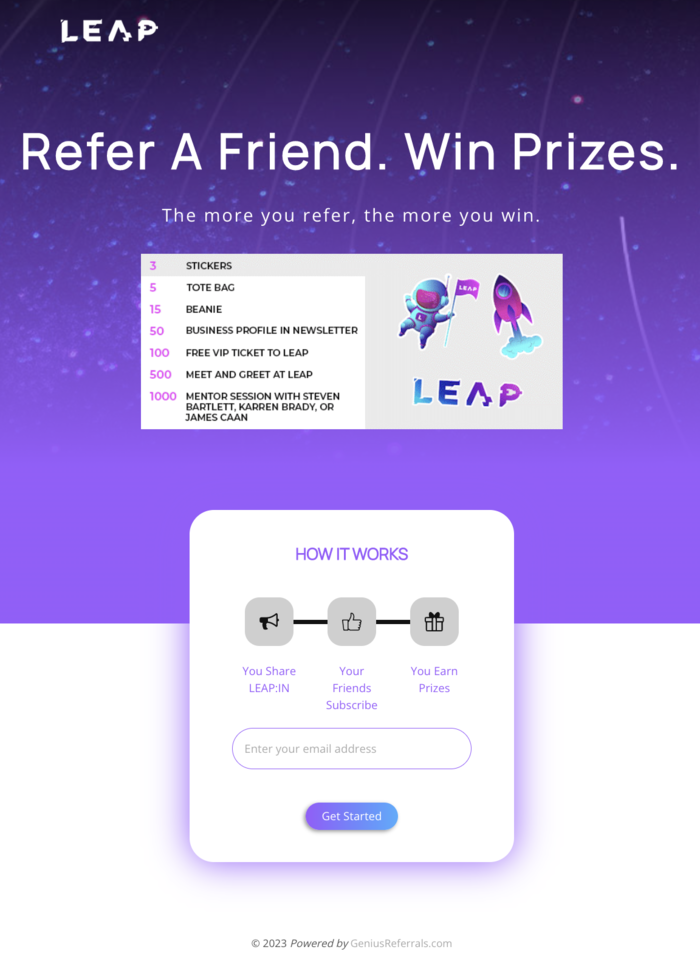 LEAP
Refer A Friend. Win Prizes.
The more you refer, the more you win.
3 STICKERS
5 TOTE BAG
15 BEANIE
50 BUSINESS PROFILE IN NEWSLETTER
100 FREE VIP TICKET TO LEAP
500 MEET AND GREET AT LEAP
1000 MENTOR SESSION WITH STEVEN
BARTLETT, KARREN BRADY, OR
JAMES CAAN
LEAP
L
LEAP
HOW IT WORKS
You Share
LEAP:IN
Your
Friends
Subscribe
You Earn
Prizes
Enter your email address
Get Started
© 2023 Powered by GeniusReferrals.com